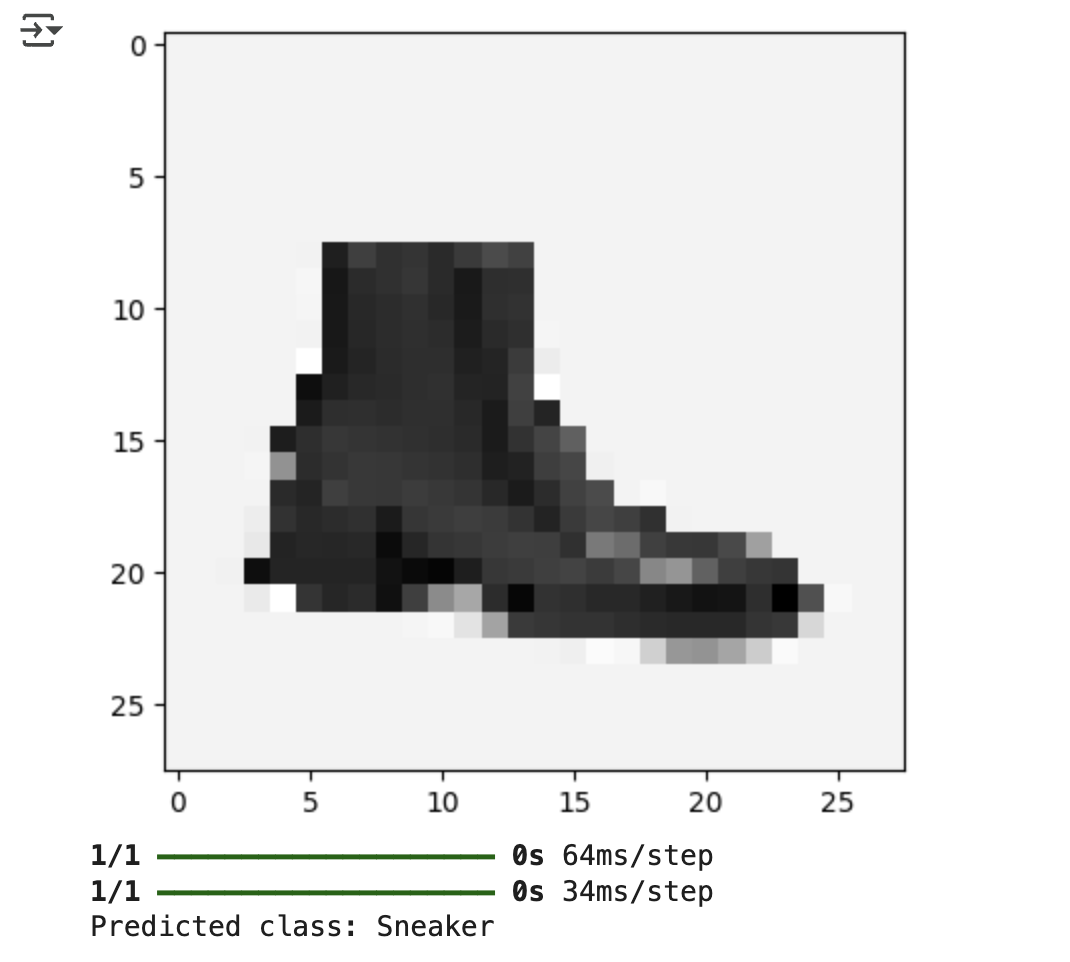 0
5
10
15
20
25
0 5 10 15 20 25
1/1 ━━━━━━━━━━━━━━━━━━━━ 0s 64ms/step
1/1 ━━━━━━━━━━━━━━━━━━━━ 0s 34ms/step
Predicted class: Sneaker